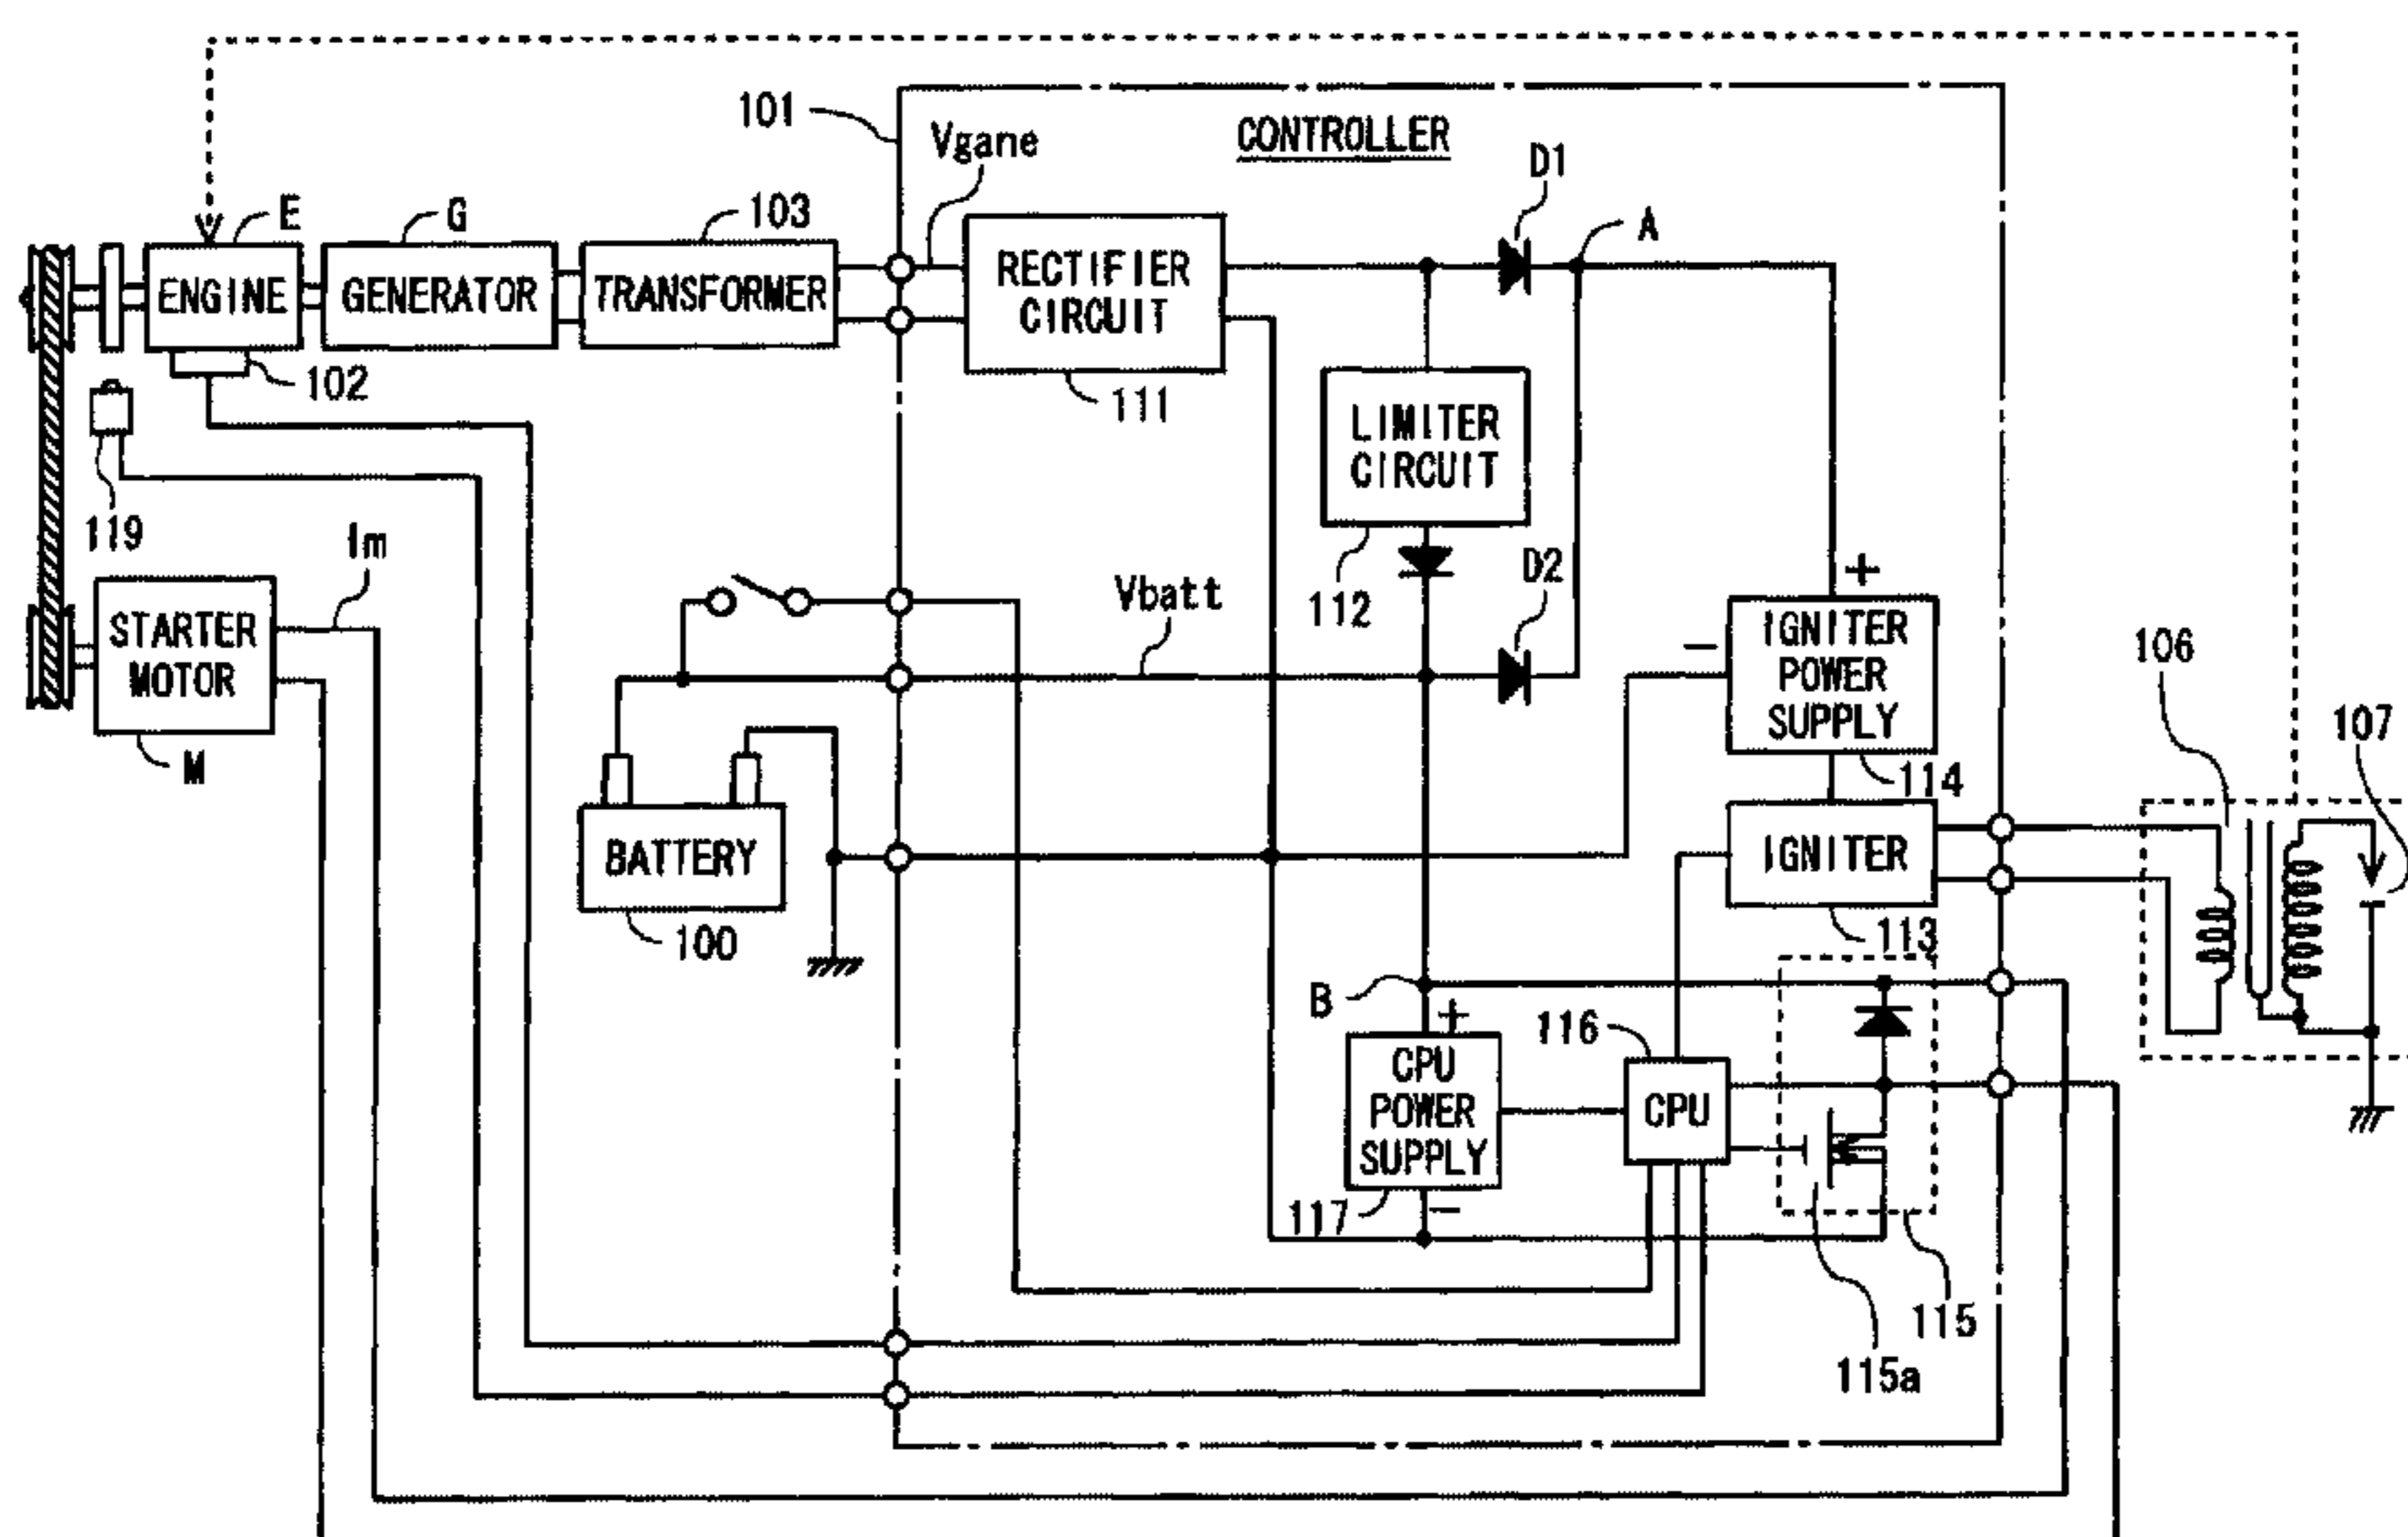 101
CONTROLLER
Vgane
D1
E
G
103
A
ENGINE
GENERATOR
TRANSFORMER
RECTIFIER
CIRCUIT
102
111
LIMITER
CIRCUIT
119
Im
112
D2
Vbatt
+
STARTER
MOTOR
M
−
IGNITER
POWER
SUPPLY
114
106
107
BATTERY
100
IGNITER
113
B
+
116
CPU
POWER
SUPPLY
CPU
117
−
115
115a